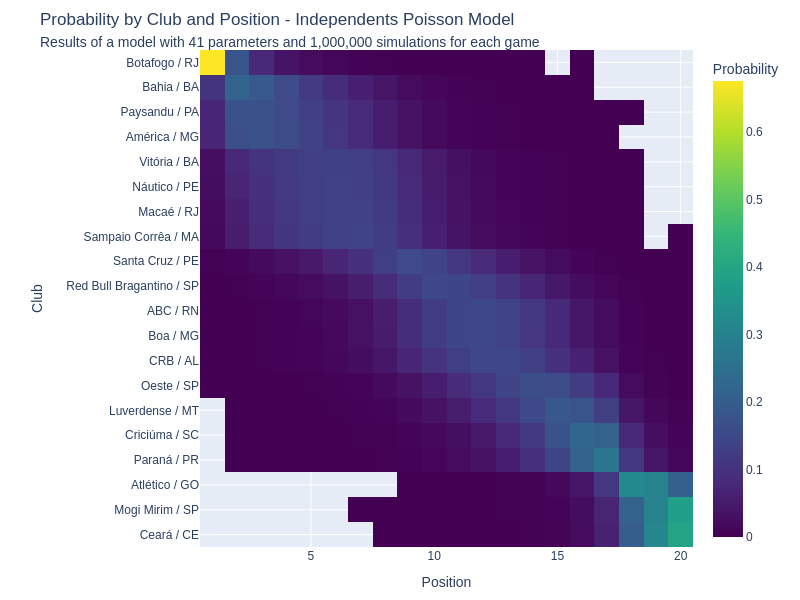 Probability by Club and Position - Independents Poisson Model
Results of a model with 41 parameters and 1,000,000 simulations for each game
Probability
Botafogo / RJ
Bahia / BA
Paysandu / PA
América / MG
Vitória / BA
Náutico / PE
Macaé / RJ
Sampaio Corrêa / MA
Santa Cruz / PE
Red Bull Bragantino / SP
ABC / RN
Boa / MG
CRB / AL
Oeste / SP
Luverdense / MT
Criciúma / SC
Paraná / PR
Atlético / GO
Mogi Mirim / SP
Ceará / CE
Club
0.6
0.5
0.4
0.3
0.2
0.1
0
5
10
15
20
Position